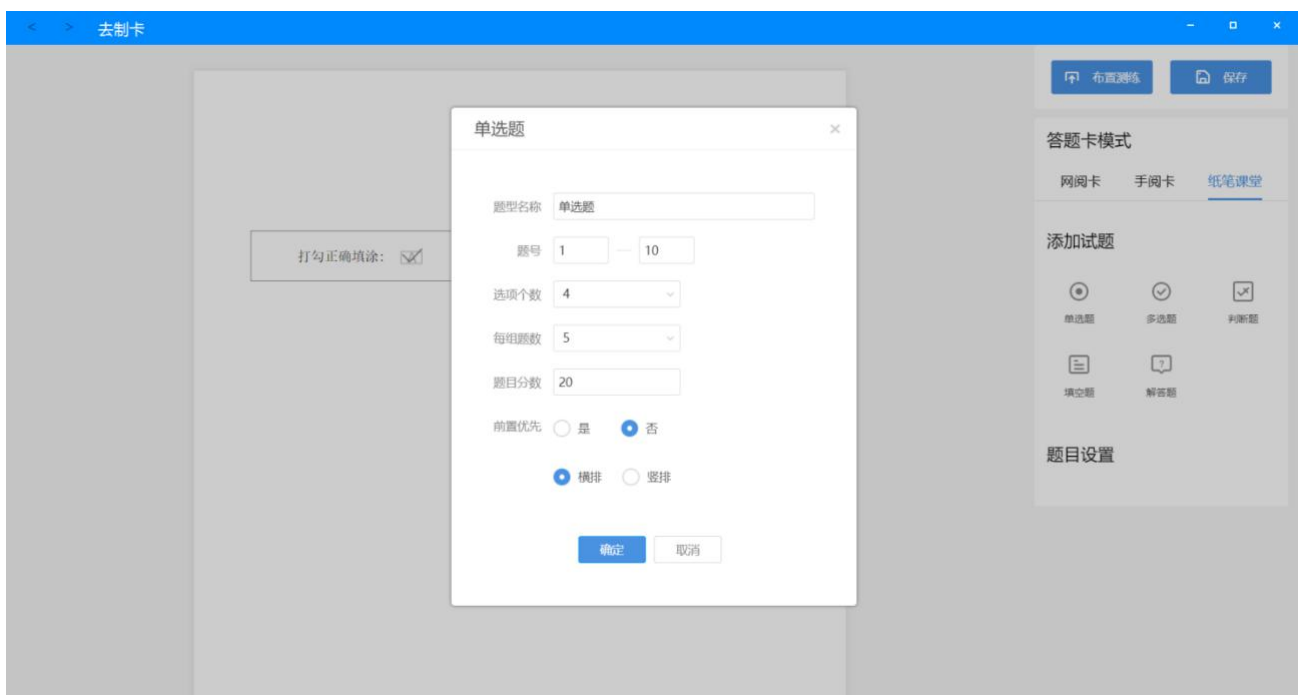 去制卡
布置测练
保存
答题卡模式
网阅卡 手阅卡 纸笔课堂
添加试题
单选题 多选题 判断题
填空题 解答题
题目设置
打勾正确填涂：
单选题
题型名称 单选题
题号 1 — 10
选项个数 4
每组题数 5
题目分数 20
前置优先 是 否
横排 竖排
确定 取消